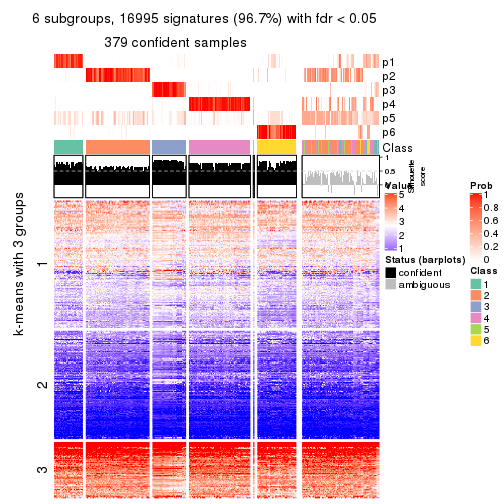 6 subgroups, 16995 signatures (96.7%) with fdr < 0.05
379 confident samples
p1
p2
p3
p4
p5
p6
Class
1
0.5
0
Silhouette
score
k-means with 3 groups
1
2
3
Value
5
4
3
2
1
Status (barplots)
confident
ambiguous
Prob
1
0.8
0.6
0.4
0.2
0
Class
1
2
3
4
5
6